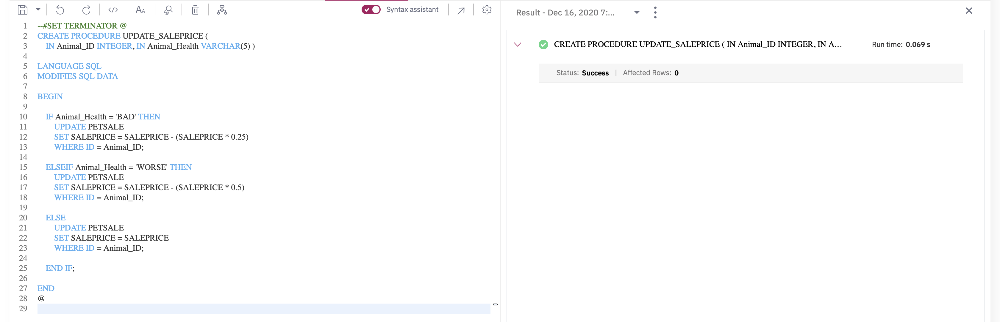 Syntax assistant
Result - Dec 16, 2020 7:...
1 --#SET TERMINATOR @
2 CREATE PROCEDURE UPDATE_SALEPRICE (
3 IN Animal_ID INTEGER, IN Animal_Health VARCHAR(5) )
4
5 LANGUAGE SQL
6 MODIFIES SQL DATA
7
8 BEGIN
9
10 IF Animal_Health = 'BAD' THEN
11 UPDATE PETSALE
12 SET SALEPRICE = SALEPRICE - (SALEPRICE * 0.25)
13 WHERE ID = Animal_ID;
14
15 ELSEIF Animal_Health = 'WORSE' THEN
16 UPDATE PETSALE
17 SET SALEPRICE = SALEPRICE - (SALEPRICE * 0.5)
18 WHERE ID = Animal_ID;
19
20 ELSE
21 UPDATE PETSALE
22 SET SALEPRICE = SALEPRICE
23 WHERE ID = Animal_ID;
24
25 END IF;
26
27 END
28 @
29
CREATE PROCEDURE UPDATE_SALEPRICE ( IN Animal_ID INTEGER, IN A... Run time: 0.069 s
Status: Success | Affected Rows: 0